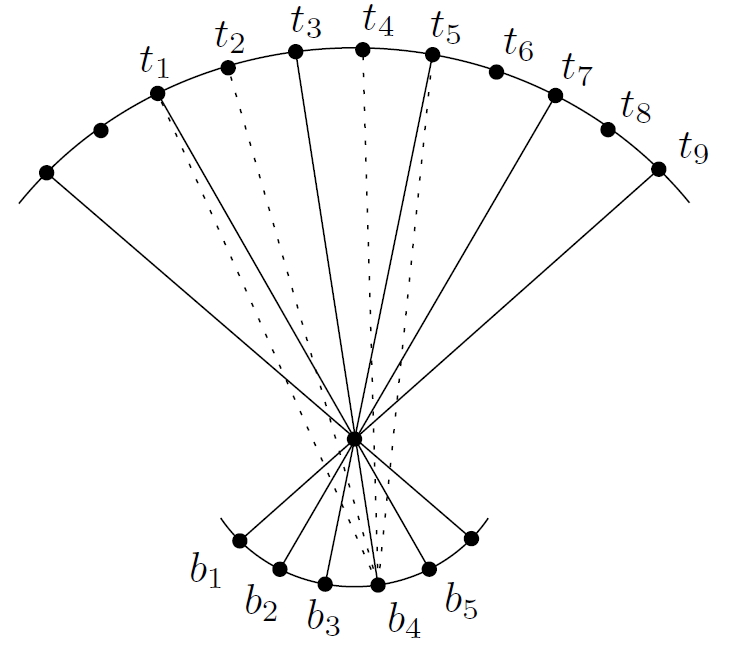 t₁ t₂ t₃ t₄ t₅ t₆ t₇ t₈ t₉
b₁ b₂ b₃ b₄ b₅